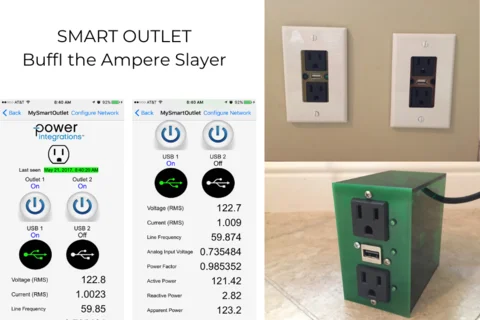 SMART OUTLET
Buffl the Ampere Slayer
AT&T 8:40 AM 92%
Back MySmartOutlet Configure Network
power
integrations
Last seen May 21, 2017, 8:40:26 AM
Outlet 1 Outlet 2
On On
USB 1 USB 2
On Off
Voltage (RMS) 122.8
Current (RMS) 1.0023
Line Frequency 59.85
AT&T 8:40 AM 92%
Back MySmartOutlet Configure Network
USB 1 USB 2
On Off
Voltage (RMS) 122.7
Current (RMS) 1.009
Line Frequency 59.874
Analog Input Voltage 0.735484
Power Factor 0.985352
Active Power 121.42
Reactive Power 2.82
Apparent Power 123.2